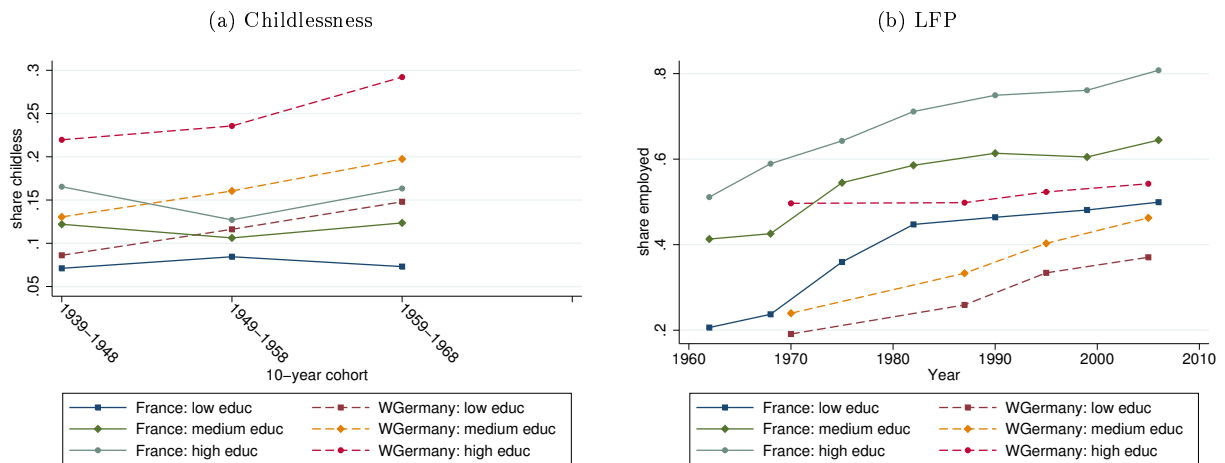 (a) Childlessness
share childless
.3
.25
.2
.15
.1
.05
1939–1948
1949–1958
1959–1968
10−year cohort
France: low educ
WGermany: low educ
France: medium educ
WGermany: medium educ
France: high educ
WGermany: high educ
(b) LFP
share employed
.8
.6
.4
.2
1960
1970
1980
1990
2000
2010
Year
France: low educ
WGermany: low educ
France: medium educ
WGermany: medium educ
France: high educ
WGermany: high educ